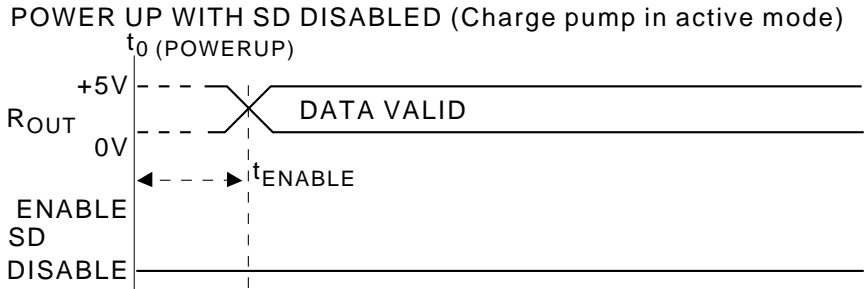 POWER UP WITH SD DISABLED (Charge pump in active mode)
t0 (POWERUP)
+5V
ROUT
DATA VALID
0V
tENABLE
ENABLE
SD
DISABLE